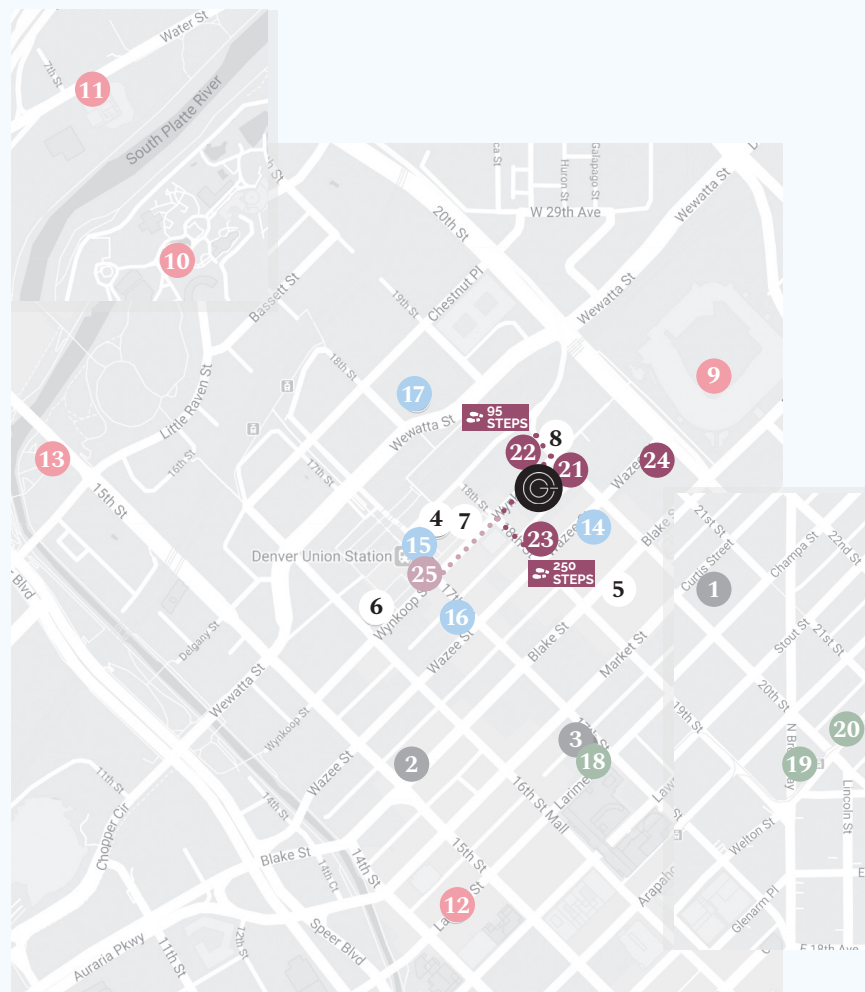 Water St
7th St
11
South Platte River
10
20th St
Huron St
Galapago St
W 29th Ave
Wewatta St
Bassett St
19th St
Chestnut Pl
Wewatta St
Little Raven St
18th St
17
Wewatta St
9
95
STEPS
8
22
21
24
13
16th St
15th St
17th St
18th St
4
7
14
23
250
STEPS
15
Denver Union Station
25
6
Wynkoop St
17th
16
Wazee St
5
Blake St
Market St
21st St
Curtis Street
1
Champa St
22nd St
Stout St
21st St
20th St
19th St
Delgany St
Wewatta St
Wynkoop St
2
3
18
20
19
Lincoln St
Wazee St
11th St
Chopper Cir
14th St
16th St Mall
Welton St
Blake St
14th St
15th St
14th Ct
12
Glenarm Pl
Speer Blvd
Auraria Pkwy
11th St
12th St
E 18th Ave